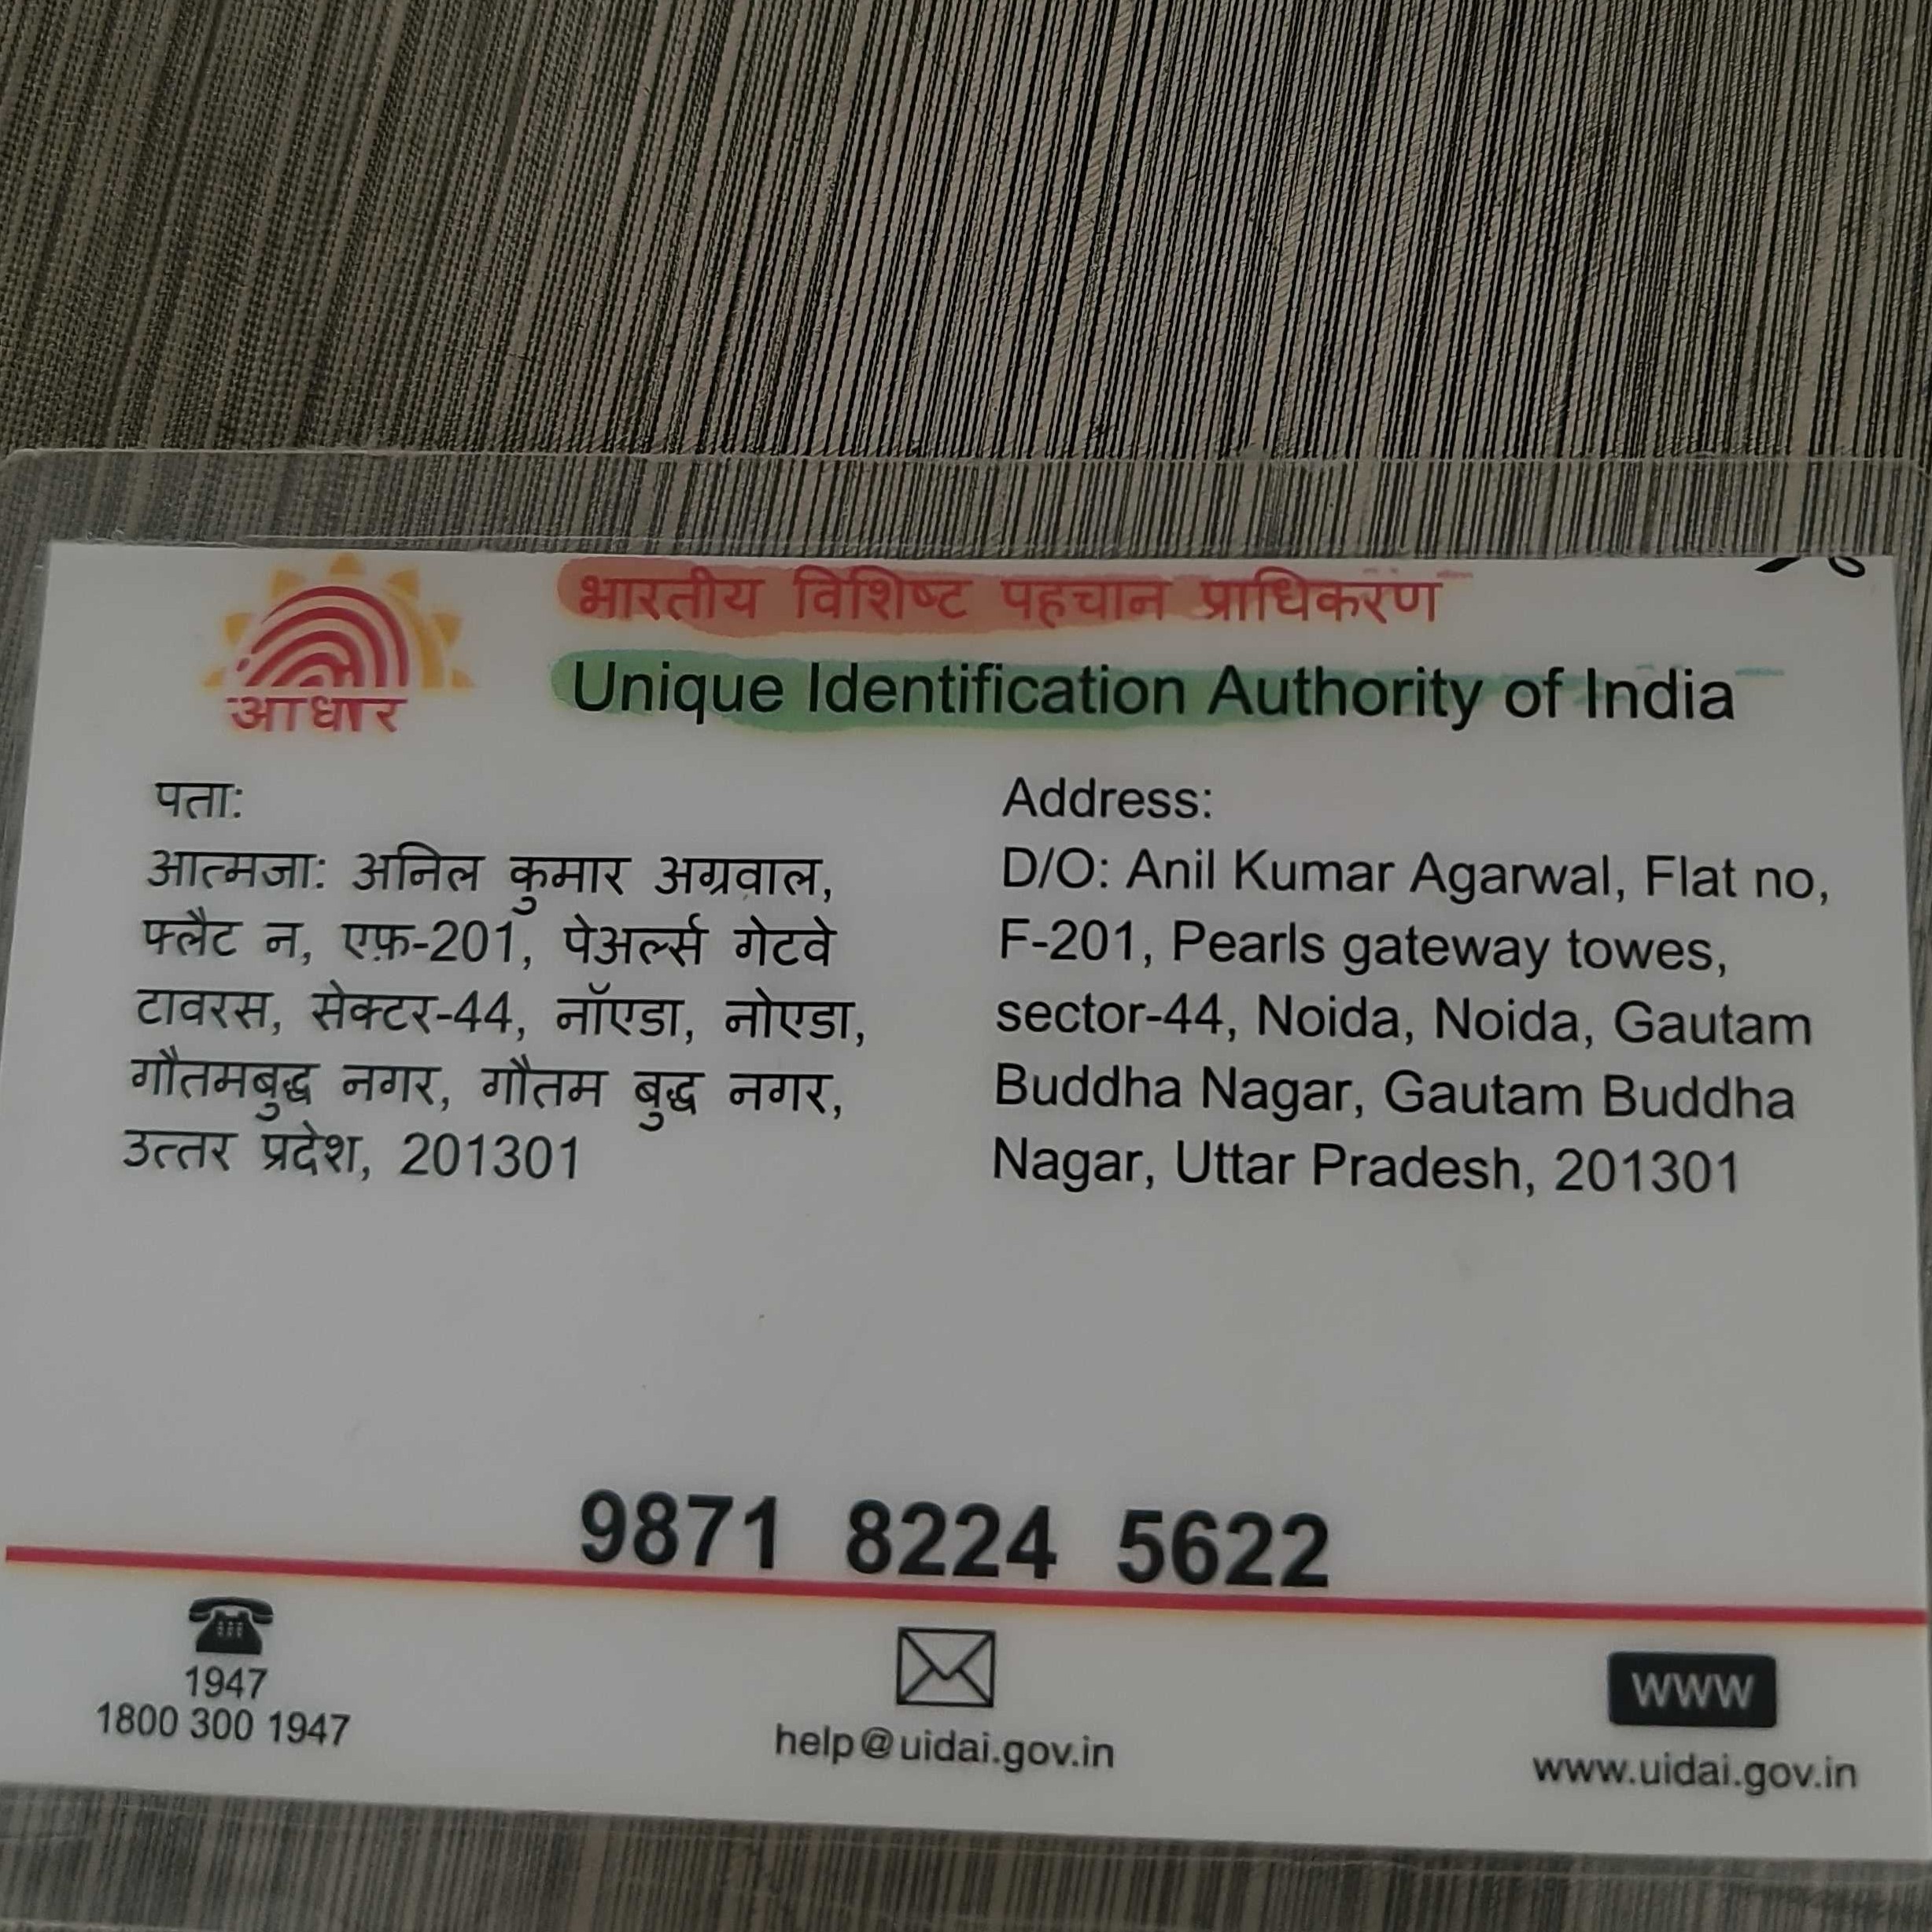 भारतीय विशिष्ट पहचान प्राधिकरण
आधार
Unique Identification Authority of India
पता:
आत्मजा: अनिल कुमार अग्रवाल,
फ्लैट न, एफ़-201, पेअर्ल्स गेटवे
टावरस, सेक्टर-44, नॉएडा, नोएडा,
गौतमबुद्ध नगर, गौतम बुद्ध नगर,
उत्तर प्रदेश, 201301
Address:
D/O: Anil Kumar Agarwal, Flat no,
F-201, Pearls gateway towes,
sector-44, Noida, Noida, Gautam
Buddha Nagar, Gautam Buddha
Nagar, Uttar Pradesh, 201301
9871 8224 5622
1947
1800 300 1947
help@uidai.gov.in
www
www.uidai.gov.in